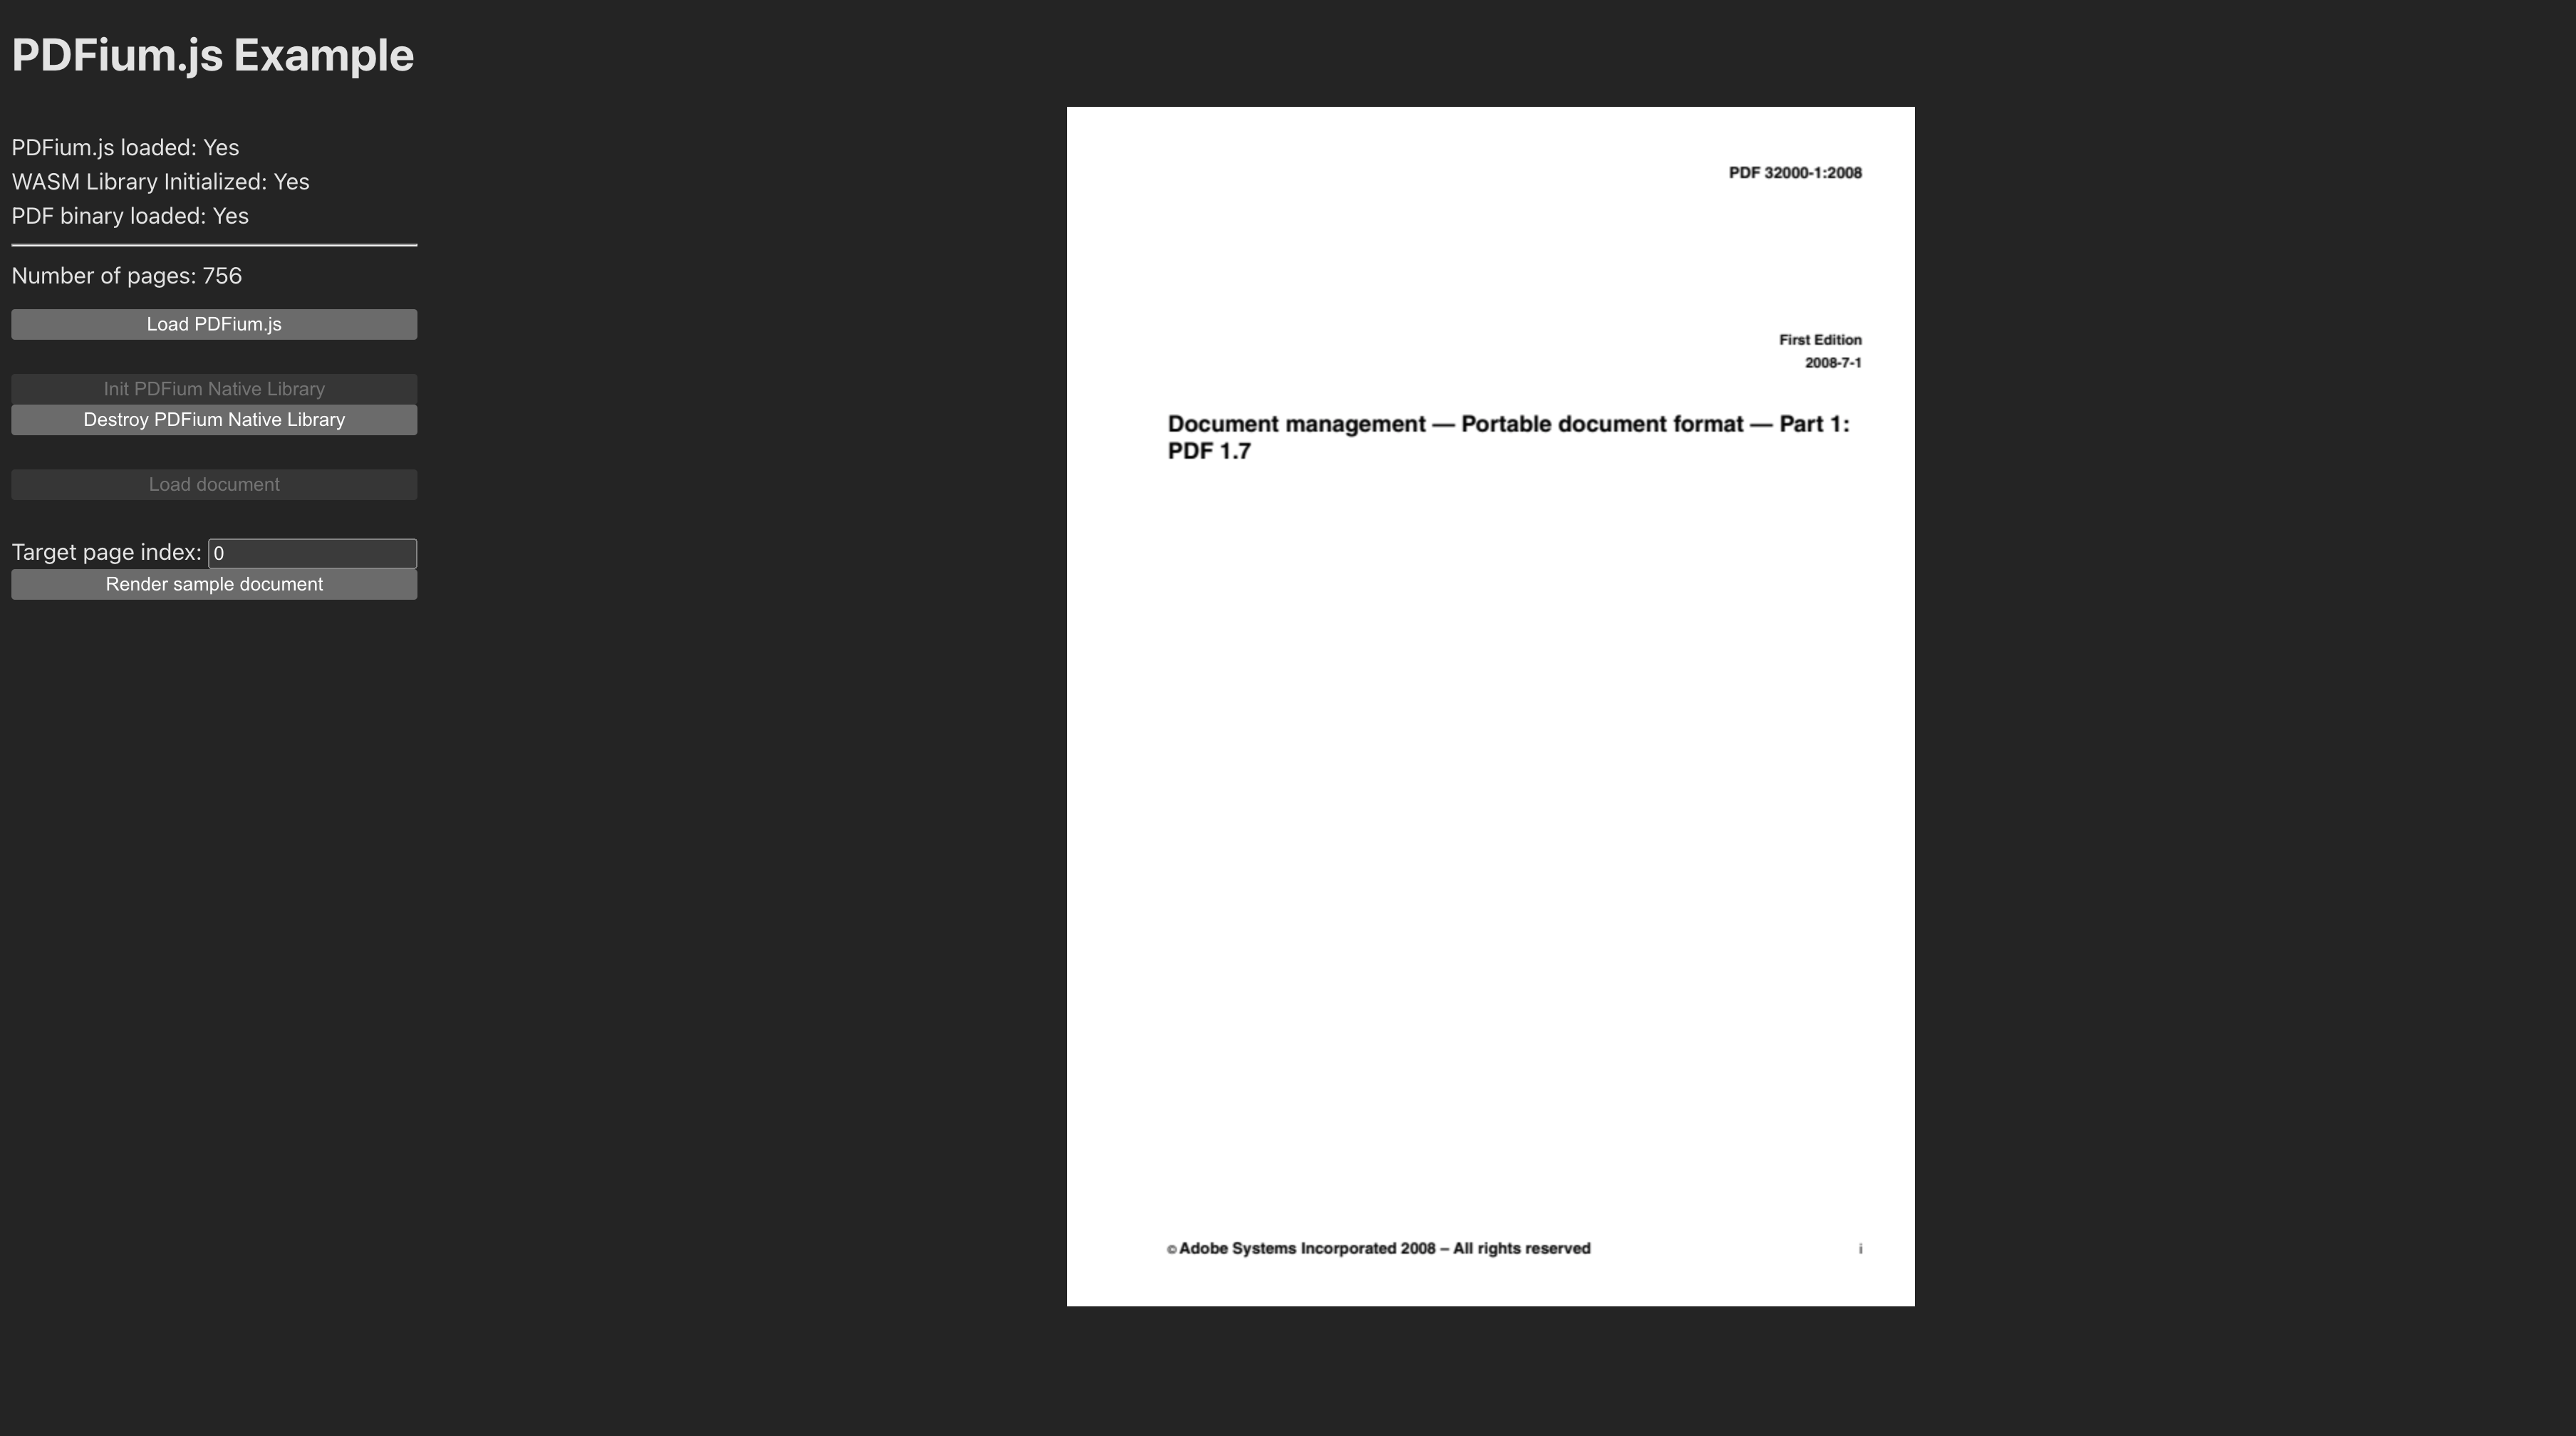 PDFium.js Example
PDFium.js loaded: Yes
WASM Library Initialized: Yes
PDF binary loaded: Yes
Number of pages: 756
Load PDFium.js
Init PDFium Native Library
Destroy PDFium Native Library
Load document
Target page index: 0
Render sample document
PDF 32000-1:2008
First Edition
2008-7-1
Document management — Portable document format — Part 1:
PDF 1.7
© Adobe Systems Incorporated 2008 – All rights reserved i